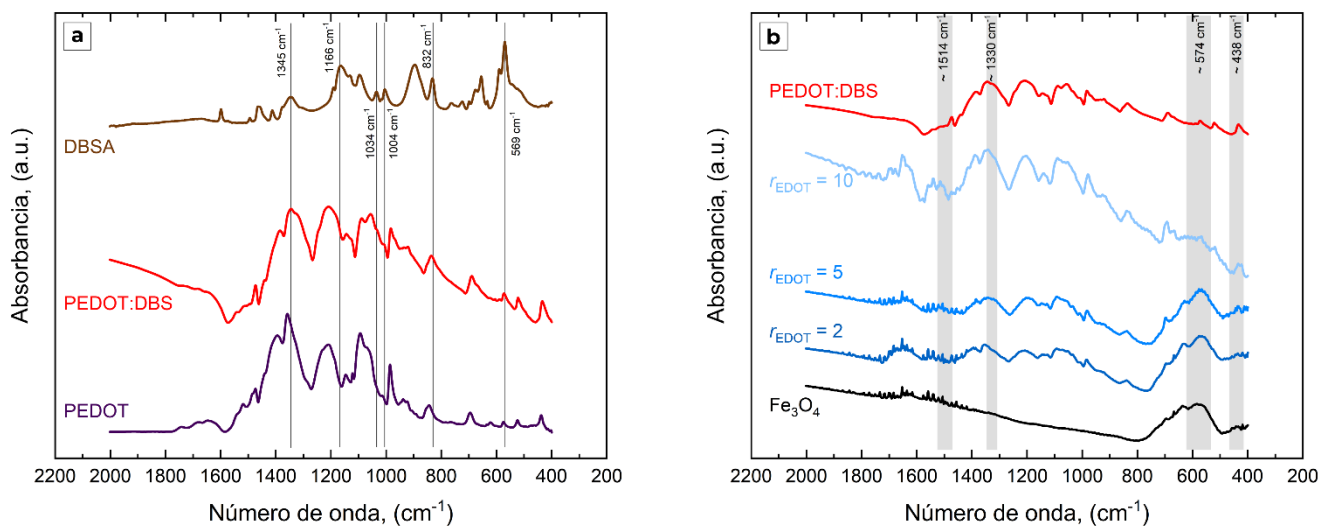 a
1345 cm⁻¹
1166 cm⁻¹
832 cm⁻¹
1034 cm⁻¹
1004 cm⁻¹
569 cm⁻¹
DBSA
PEDOT:DBS
PEDOT
Absorbancia, (a.u.)
2200 2000 1800 1600 1400 1200 1000 800 600 400 200
Número de onda, (cm⁻¹)
b
~ 1514 cm⁻¹
~ 1330 cm⁻¹
~ 574 cm⁻¹
~ 438 cm⁻¹
PEDOT:DBS
r_EDOT = 10
r_EDOT = 5
r_EDOT = 2
Fe₃O₄
Absorbancia, (a.u.)
2200 2000 1800 1600 1400 1200 1000 800 600 400 200
Número de onda, (cm⁻¹)